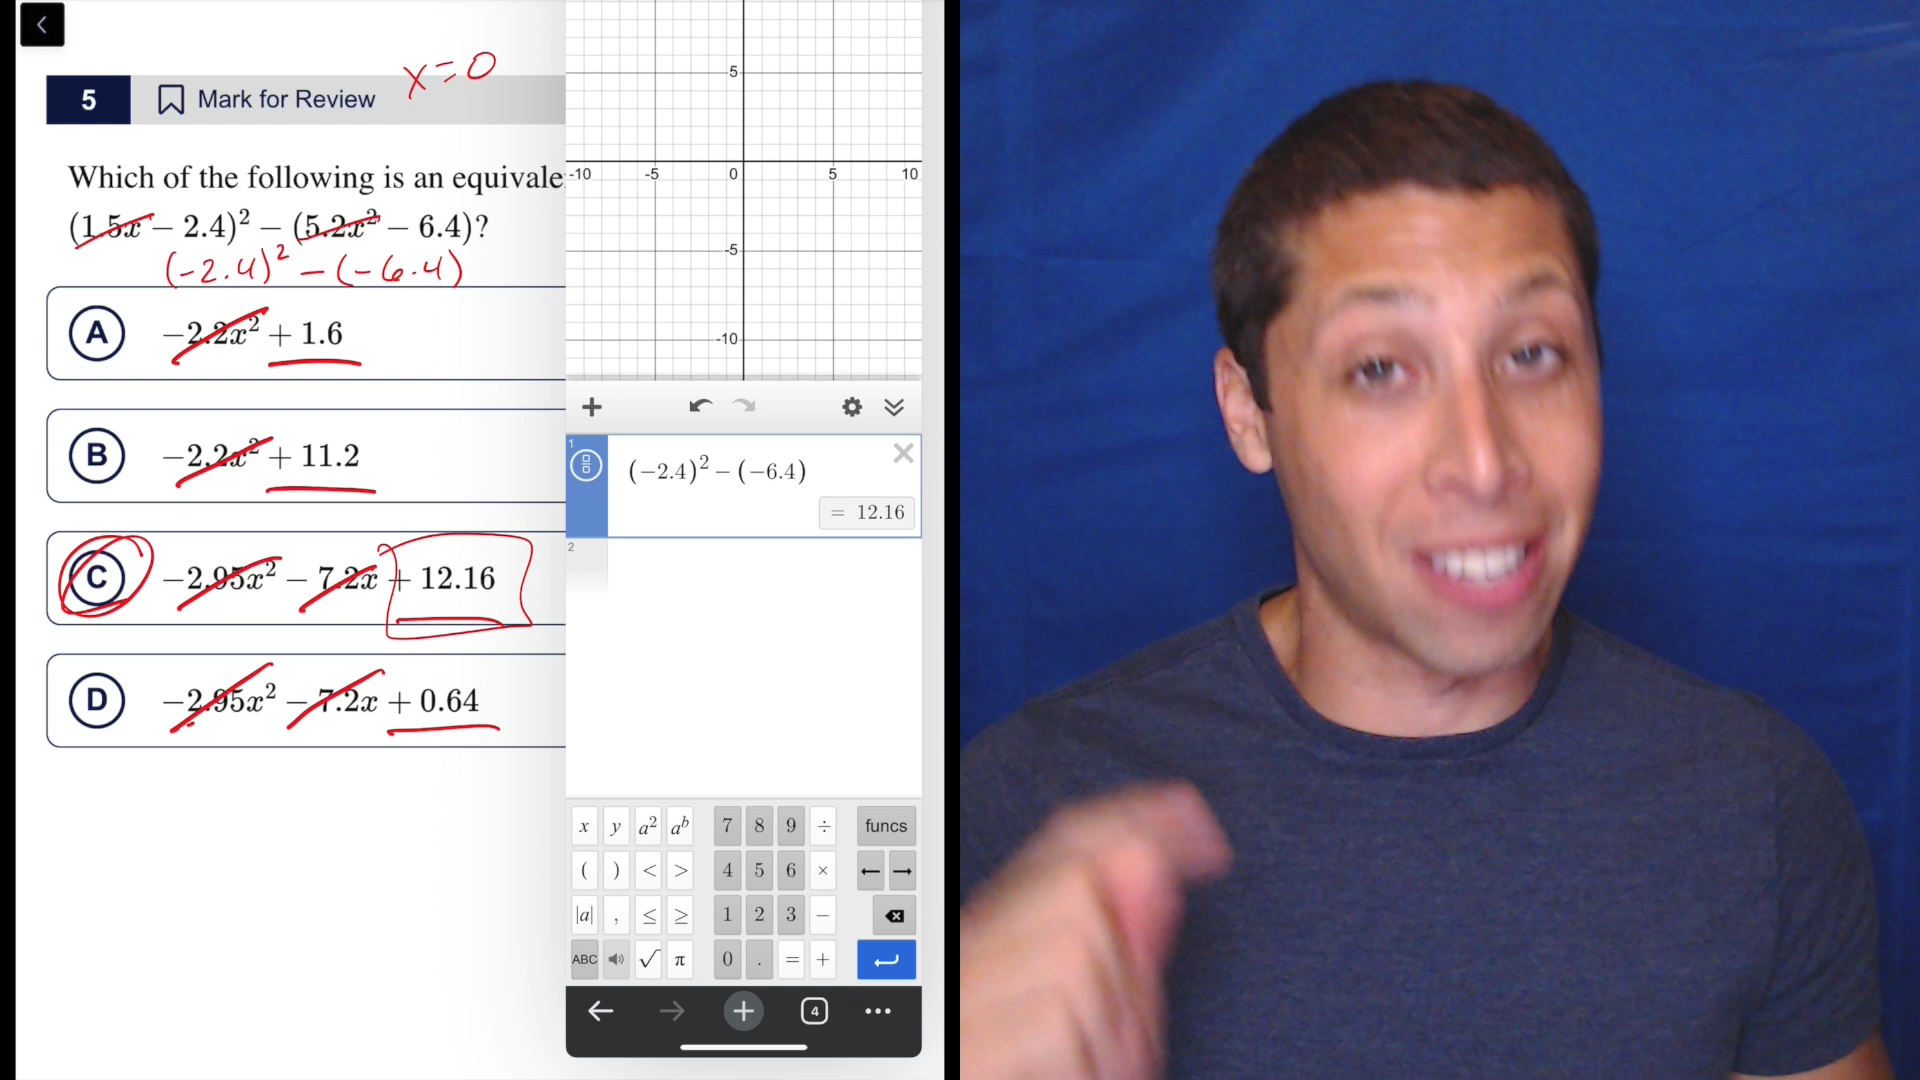 x=0
5 Mark for Review
Which of the following is an equivale
(1.5x − 2.4)² − (5.2x² − 6.4)?
(-2.4)² - (-6.4)
A −2.2x² + 1.6
B −2.2x² + 11.2
C −2.95x² − 7.2x + 12.16
D −2.95x² − 7.2x + 0.64
5
-10 -5 0 5 10
-5
-10
1
(−2.4)² − (−6.4)
= 12.16
2
x y a² aᵇ 7 8 9 ÷ funcs
( ) < > 4 5 6 × ← →
|a| , ≤ ≥ 1 2 3 −
ABC √ π 0 . = +
4